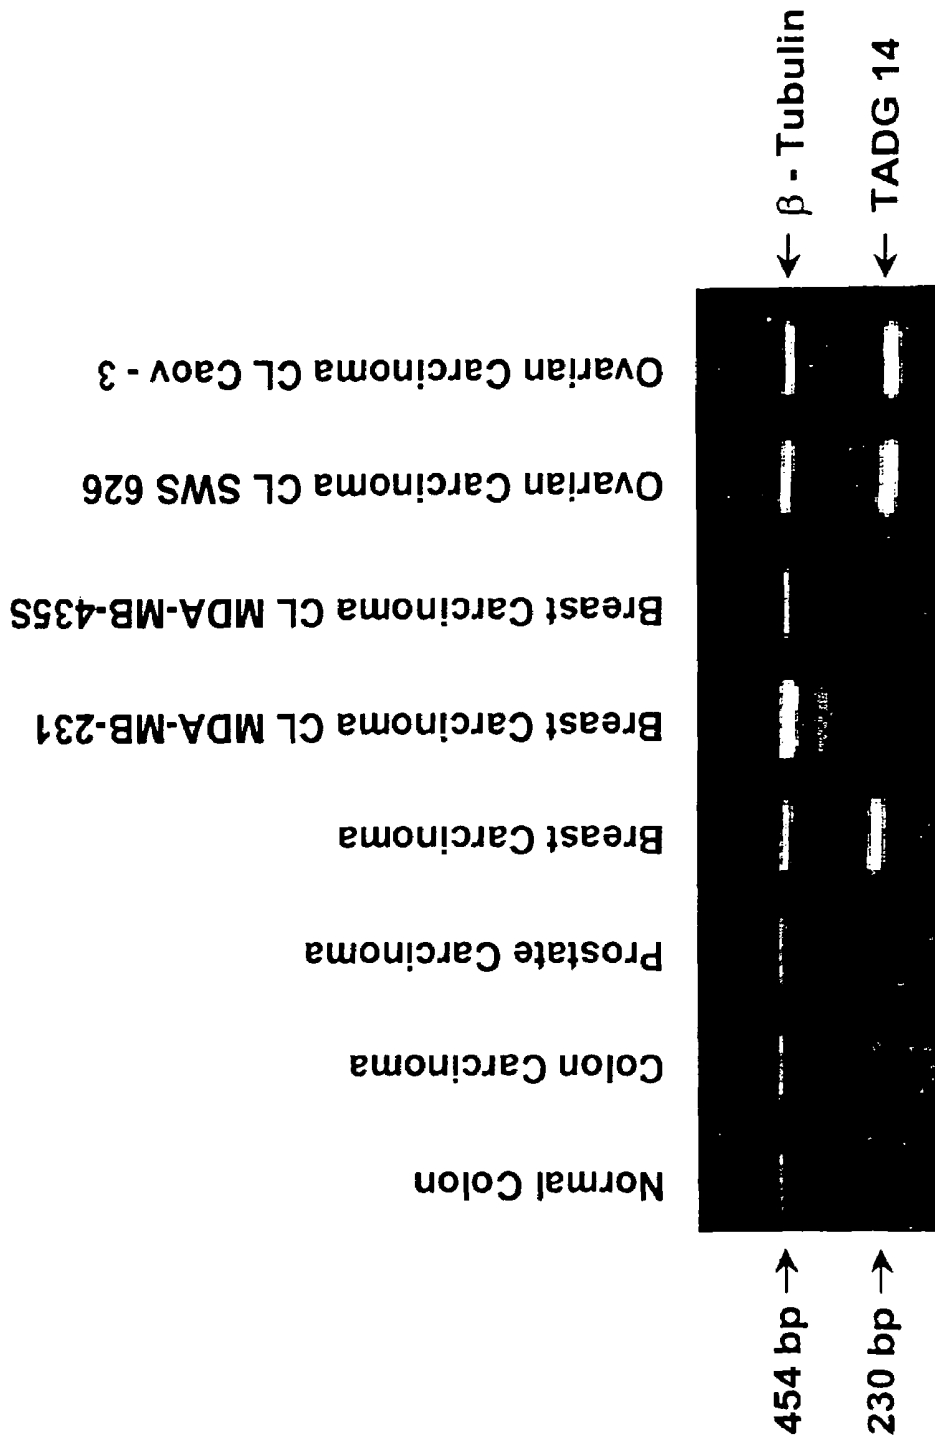 Normal Colon
Colon Carcinoma
Prostate Carcinoma
Breast Carcinoma
Breast Carcinoma CL MDA-MB-231
Breast Carcinoma CL MDA-MB-435S
Ovarian Carcinoma CL SWS 626
Ovarian Carcinoma CL Caov - 3
454 bp → ← β - Tubulin
230 bp → ← TADG 14